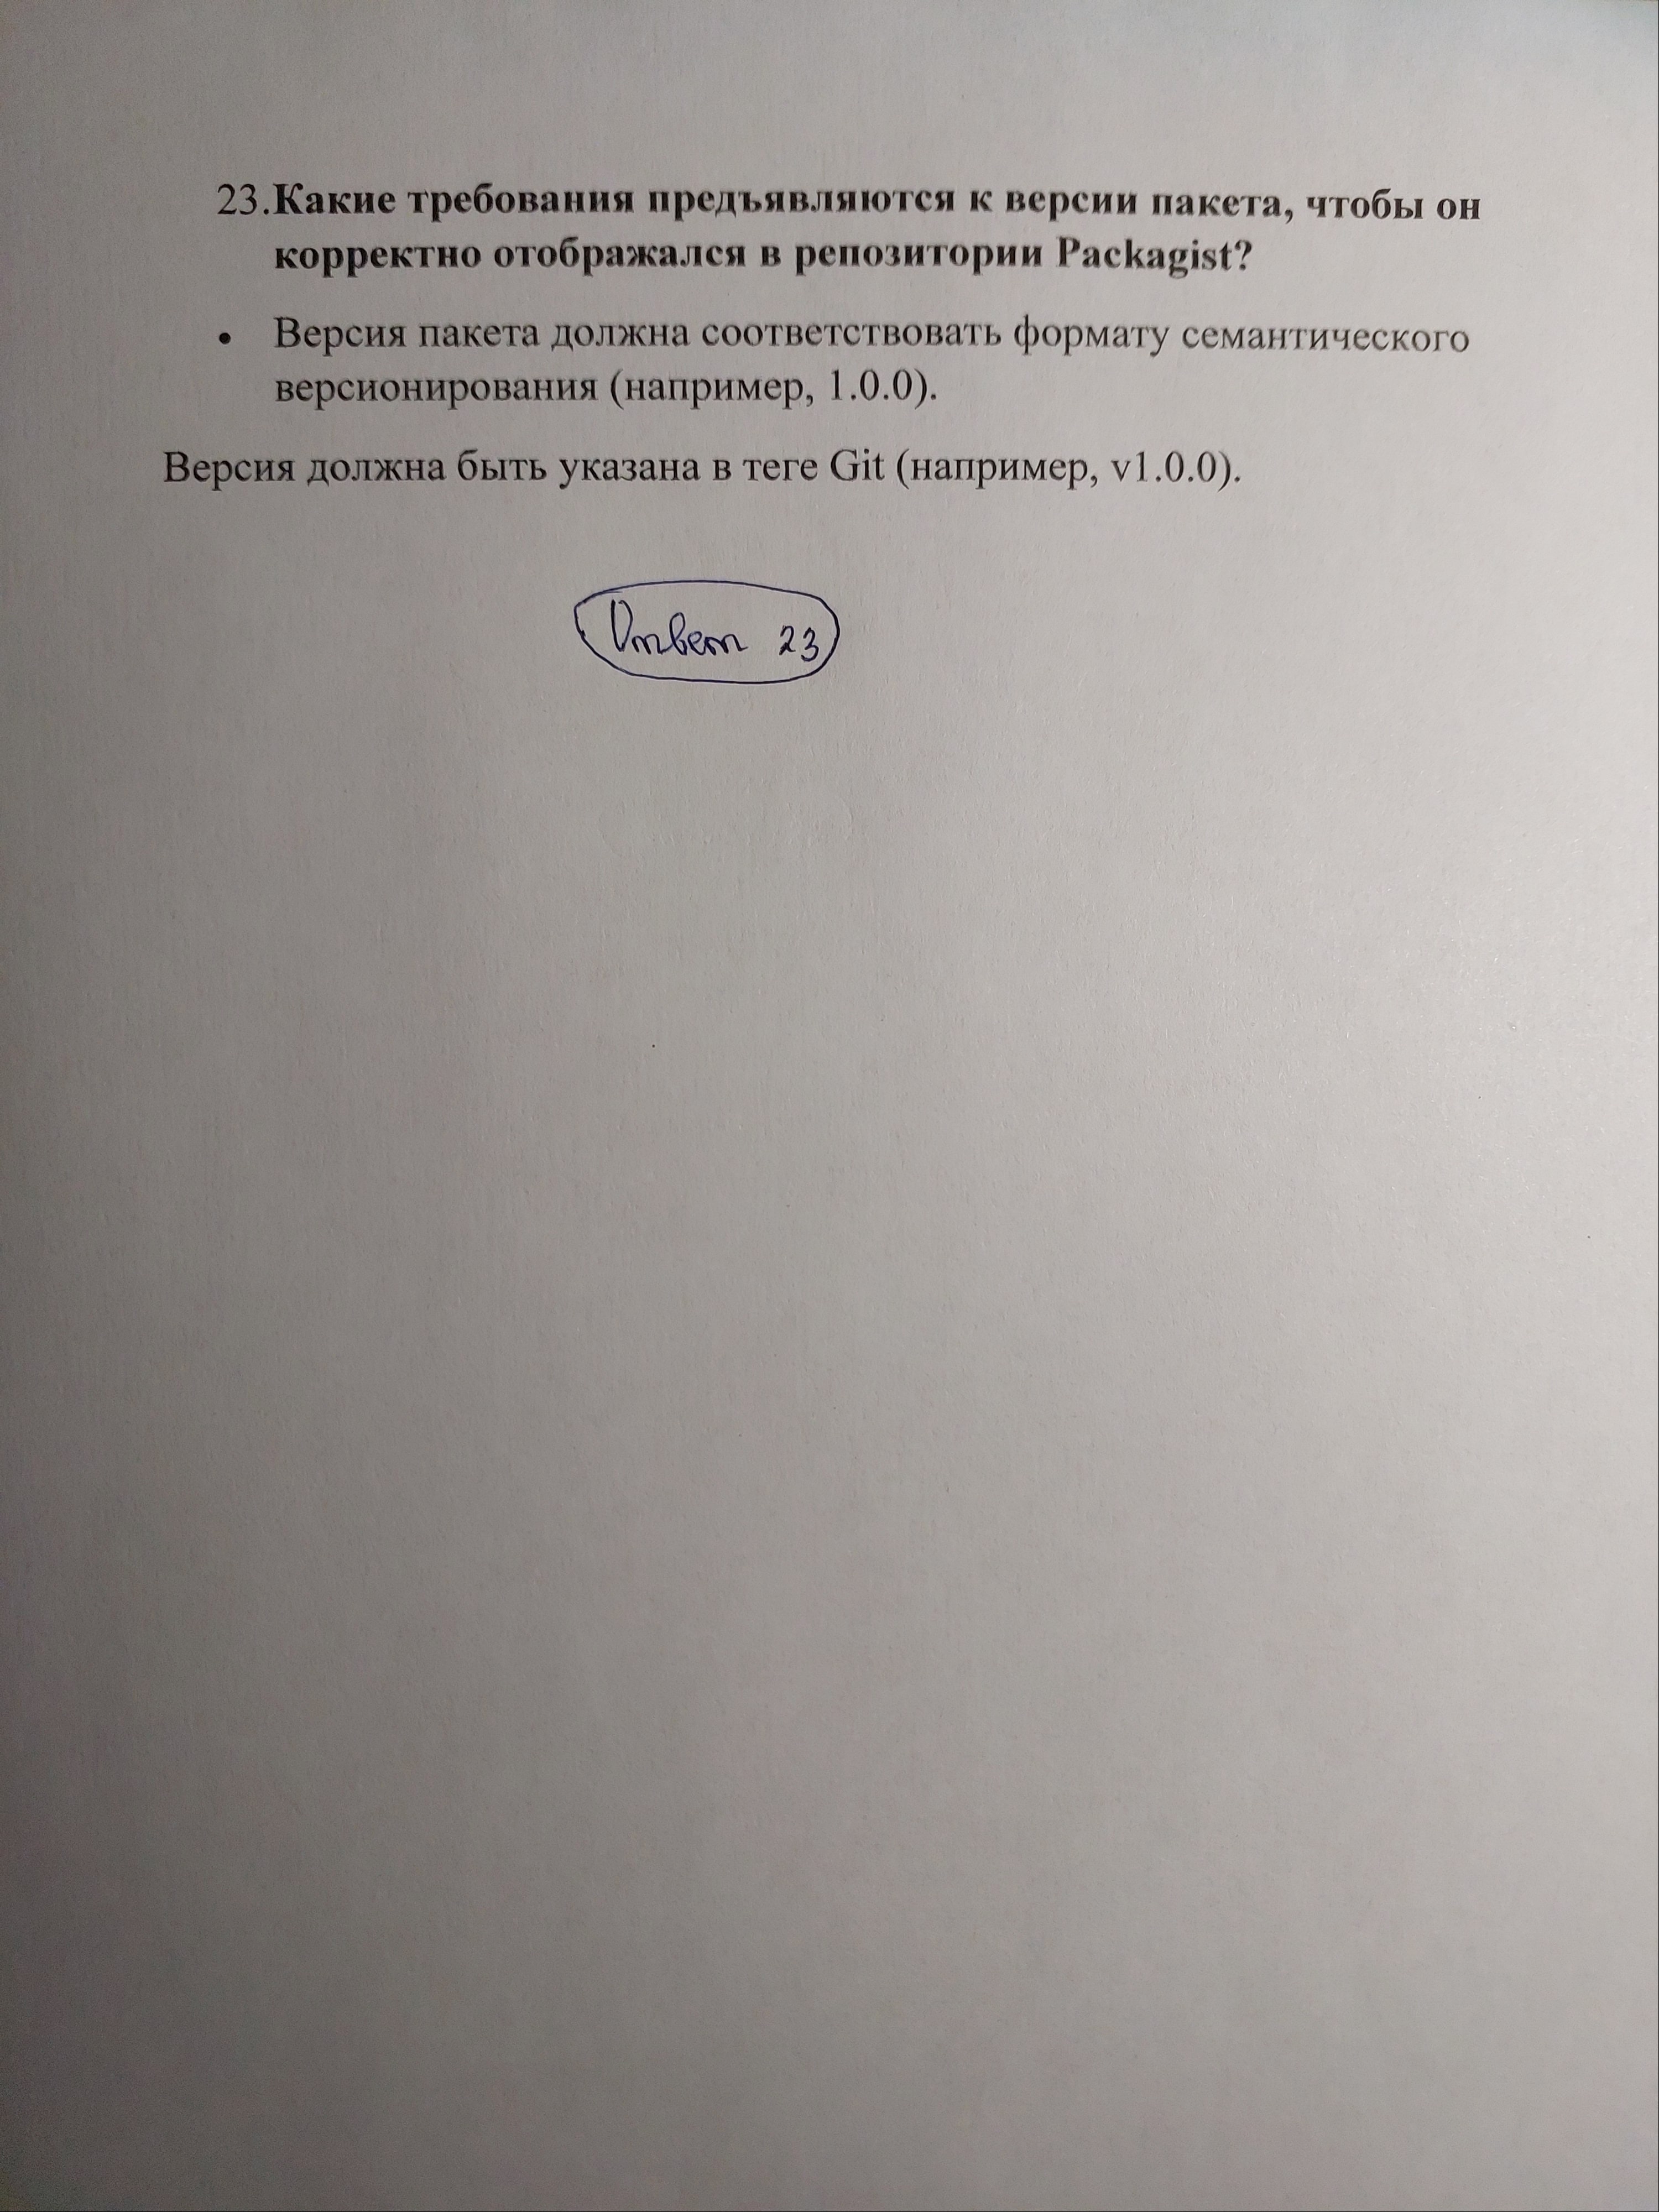 23.Какие требования предъявляются к версии пакета, чтобы он
корректно отображался в репозитории Packagist?
• Версия пакета должна соответствовать формату семантического
версионирования (например, 1.0.0).
Версия должна быть указана в теге Git (например, v1.0.0).
Ответ 23